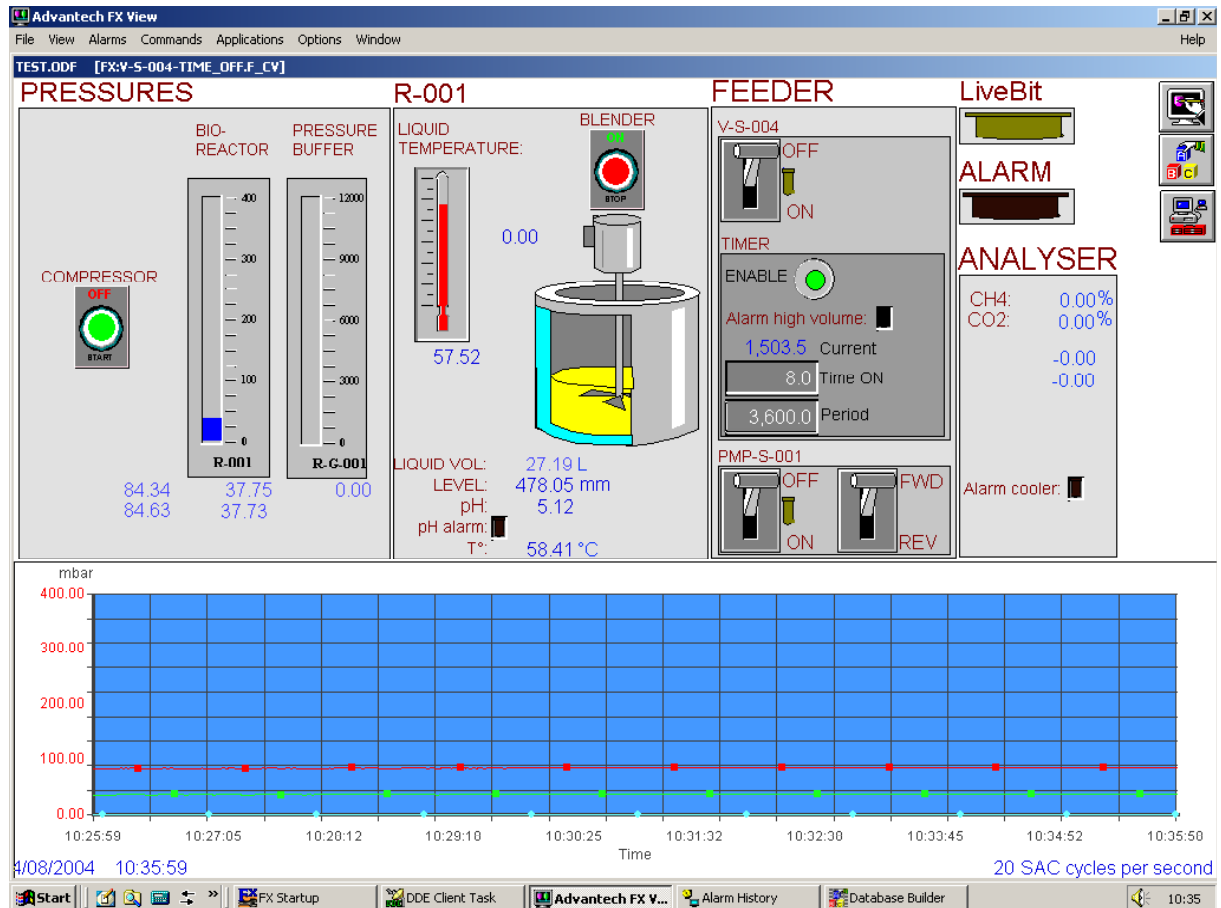 Advantech FX View
File View Alarms Commands Applications Options Window Help
TEST.ODF [FX:V-S-004-TIME_OFF.F_CV]
PRESSURES
BIO-REACTOR
PRESSURE BUFFER
400
300
200
100
0
12000
9000
6000
3000
0
COMPRESSOR
OFF
START
R-001
R-G-001
84.34 37.75 0.00
84.63 37.73
R-001
LIQUID TEMPERATURE:
BLENDER
ON
STOP
0.00
57.52
LIQUID VOL: 27.19 L
LEVEL: 478.05 mm
pH: 5.12
pH alarm:
T°: 58.41 °C
FEEDER
V-S-004
OFF
ON
TIMER
ENABLE
Alarm high volume:
1,503.5 Current
8.0 Time ON
3,600.0 Period
PMP-S-001
OFF FWD
ON REV
LiveBit
ALARM
ANALYSER
CH4: 0.00%
CO2: 0.00%
-0.00
-0.00
Alarm cooler:
A
B C
mbar
400.00
300.00
200.00
100.00
0.00
10:25:59 10:27:05 10:28:12 10:29:10 10:30:25 10:31:32 10:32:30 10:33:45 10:34:52 10:35:50
Time
4/08/2004 10:35:59
20 SAC cycles per second
Start » FX Startup DDE Client Task Advantech FX V... Alarm History Database Builder 10:35